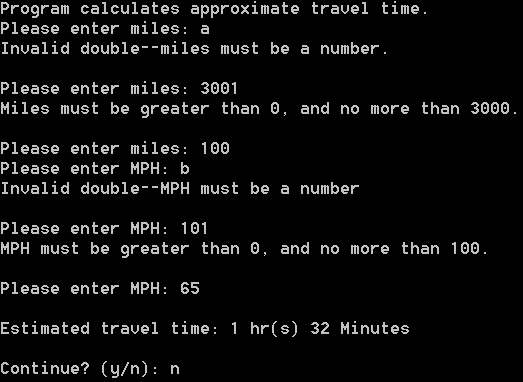 Program calculates approximate travel time.
Please enter miles: a
Invalid double--miles must be a number.
Please enter miles: 3001
Miles must be greater than 0, and no more than 3000.
Please enter miles: 100
Please enter MPH: b
Invalid double--MPH must be a number
Please enter MPH: 101
MPH must be greater than 0, and no more than 100.
Please enter MPH: 65
Estimated travel time: 1 hr(s) 32 Minutes
Continue? (y/n): n